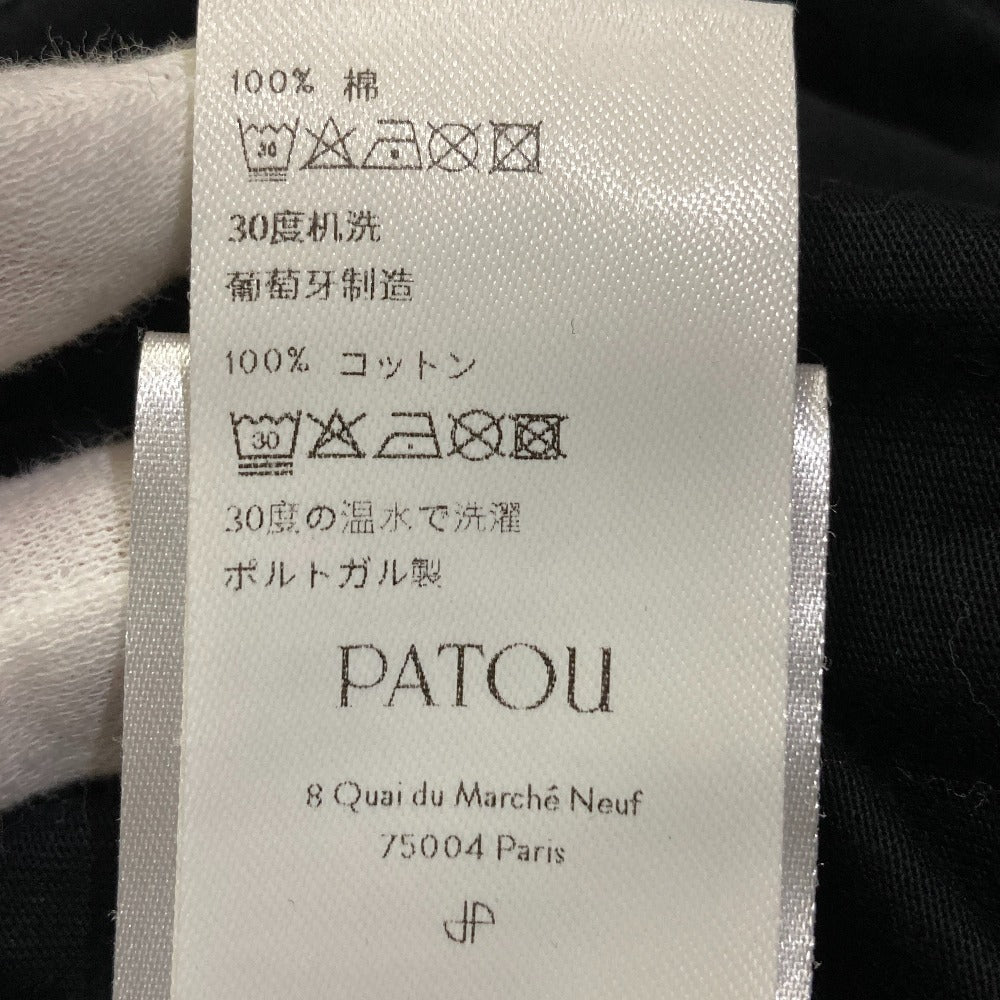 100% 棉
30
30度机洗
葡萄牙制造
100% コットン
30
30度の温水で洗濯
ポルトガル製
PATOU
8 Quai du Marché Neuf
75004 Paris
JP